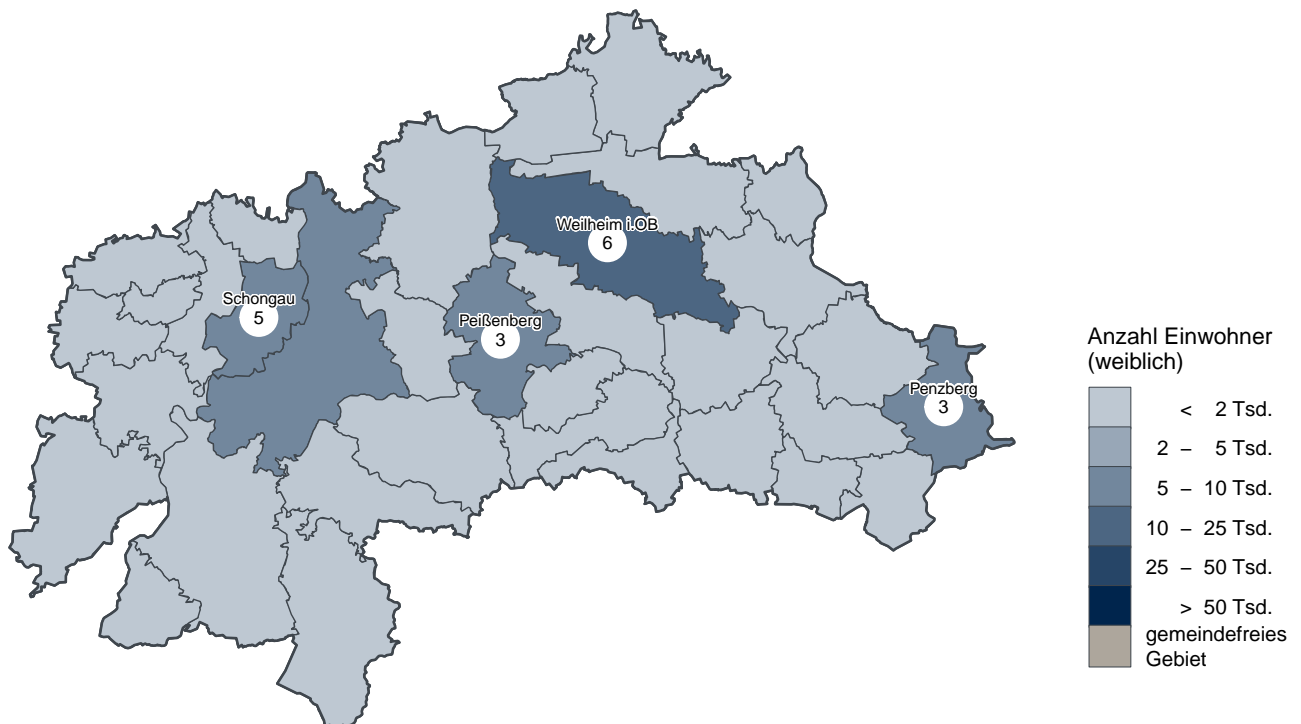 Weilheim i.OB
6
Schongau
5
Peißenberg
3
Penzberg
3
Anzahl Einwohner
(weiblich)
< 2 Tsd.
2 – 5 Tsd.
5 – 10 Tsd.
10 – 25 Tsd.
25 – 50 Tsd.
> 50 Tsd.
gemeindefreies
Gebiet